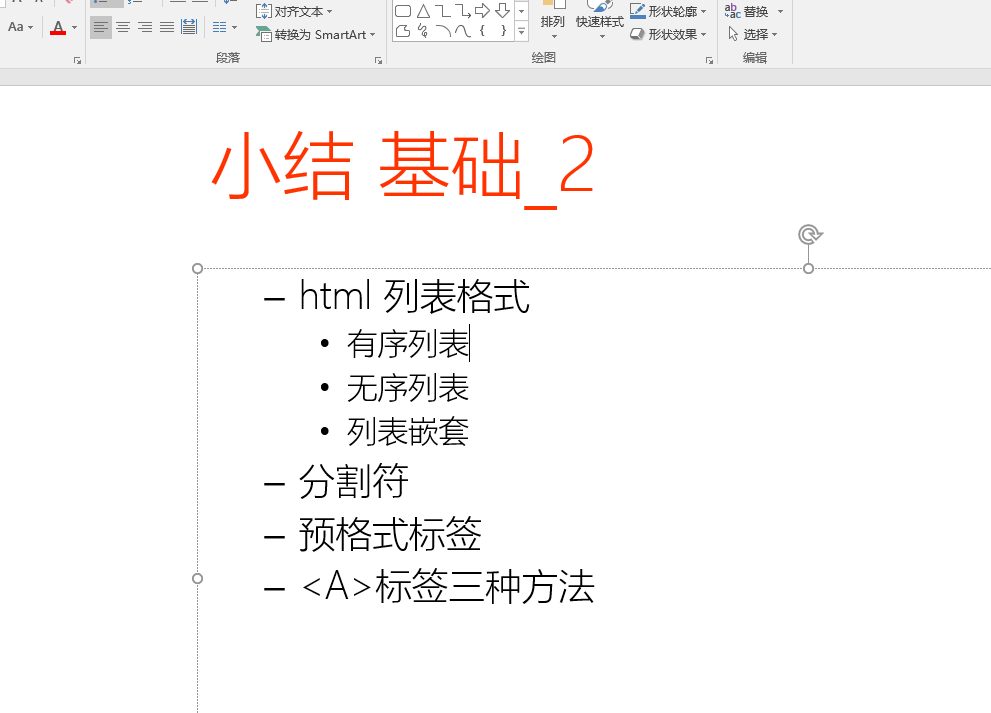 对齐文本
排列
快速样式
形状轮廓
替换
Aa
A
转换为 SmartArt
形状效果
选择
段落
绘图
编辑
小结 基础_2
– html 列表格式
• 有序列表
• 无序列表
• 列表嵌套
– 分割符
– 预格式标签
– <A>标签三种方法